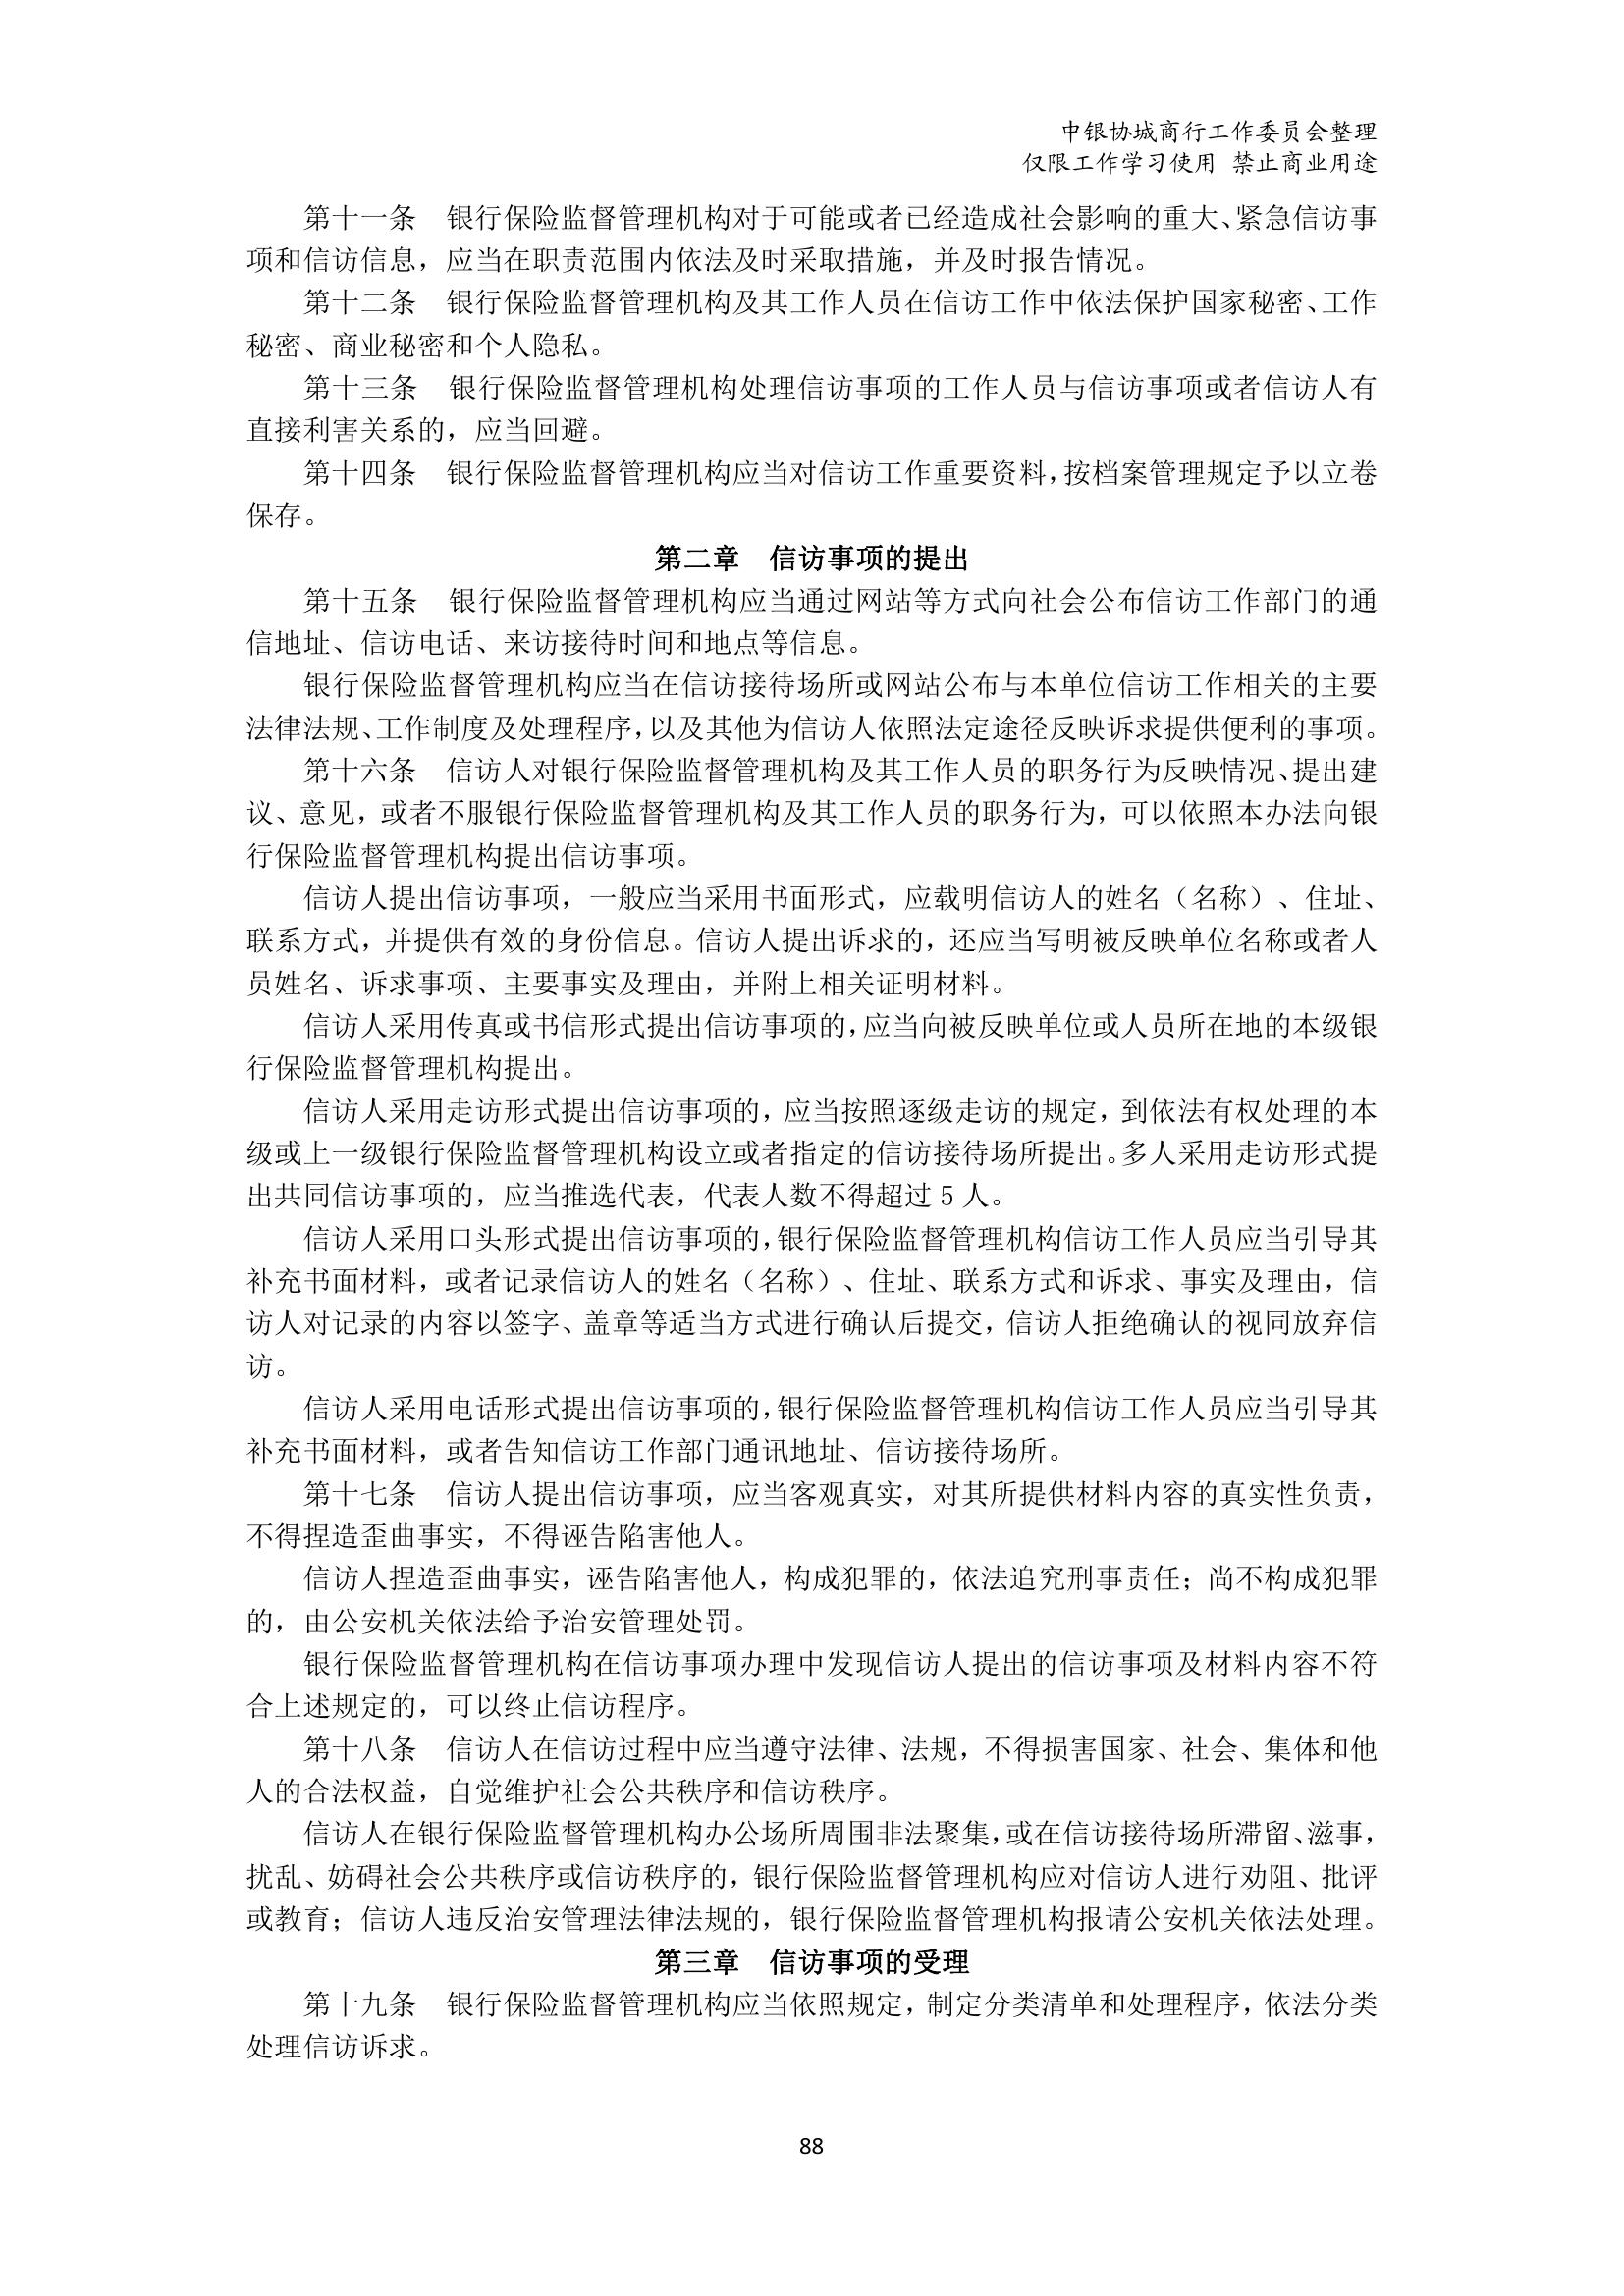 中银协城商行工作委员会整理
仅限工作学习使用 禁止商业用途
第十一条　银行保险监督管理机构对于可能或者已经造成社会影响的重大、紧急信访事
项和信访信息，应当在职责范围内依法及时采取措施，并及时报告情况。
第十二条　银行保险监督管理机构及其工作人员在信访工作中依法保护国家秘密、工作
秘密、商业秘密和个人隐私。
第十三条　银行保险监督管理机构处理信访事项的工作人员与信访事项或者信访人有
直接利害关系的，应当回避。
第十四条　银行保险监督管理机构应当对信访工作重要资料，按档案管理规定予以立卷
保存。
第二章　信访事项的提出
第十五条　银行保险监督管理机构应当通过网站等方式向社会公布信访工作部门的通
信地址、信访电话、来访接待时间和地点等信息。
银行保险监督管理机构应当在信访接待场所或网站公布与本单位信访工作相关的主要
法律法规、工作制度及处理程序，以及其他为信访人依照法定途径反映诉求提供便利的事项。
第十六条　信访人对银行保险监督管理机构及其工作人员的职务行为反映情况、提出建
议、意见，或者不服银行保险监督管理机构及其工作人员的职务行为，可以依照本办法向银
行保险监督管理机构提出信访事项。
信访人提出信访事项，一般应当采用书面形式，应载明信访人的姓名（名称）、住址、
联系方式，并提供有效的身份信息。信访人提出诉求的，还应当写明被反映单位名称或者人
员姓名、诉求事项、主要事实及理由，并附上相关证明材料。
信访人采用传真或书信形式提出信访事项的，应当向被反映单位或人员所在地的本级银
行保险监督管理机构提出。
信访人采用走访形式提出信访事项的，应当按照逐级走访的规定，到依法有权处理的本
级或上一级银行保险监督管理机构设立或者指定的信访接待场所提出。多人采用走访形式提
出共同信访事项的，应当推选代表，代表人数不得超过 5 人。
信访人采用口头形式提出信访事项的，银行保险监督管理机构信访工作人员应当引导其
补充书面材料，或者记录信访人的姓名（名称）、住址、联系方式和诉求、事实及理由，信
访人对记录的内容以签字、盖章等适当方式进行确认后提交，信访人拒绝确认的视同放弃信
访。
信访人采用电话形式提出信访事项的，银行保险监督管理机构信访工作人员应当引导其
补充书面材料，或者告知信访工作部门通讯地址、信访接待场所。
第十七条　信访人提出信访事项，应当客观真实，对其所提供材料内容的真实性负责，
不得捏造歪曲事实，不得诬告陷害他人。
信访人捏造歪曲事实，诬告陷害他人，构成犯罪的，依法追究刑事责任；尚不构成犯罪
的，由公安机关依法给予治安管理处罚。
银行保险监督管理机构在信访事项办理中发现信访人提出的信访事项及材料内容不符
合上述规定的，可以终止信访程序。
第十八条　信访人在信访过程中应当遵守法律、法规，不得损害国家、社会、集体和他
人的合法权益，自觉维护社会公共秩序和信访秩序。
信访人在银行保险监督管理机构办公场所周围非法聚集，或在信访接待场所滞留、滋事，
扰乱、妨碍社会公共秩序或信访秩序的，银行保险监督管理机构应对信访人进行劝阻、批评
或教育；信访人违反治安管理法律法规的，银行保险监督管理机构报请公安机关依法处理。
第三章　信访事项的受理
第十九条　银行保险监督管理机构应当依照规定，制定分类清单和处理程序，依法分类
处理信访诉求。
88